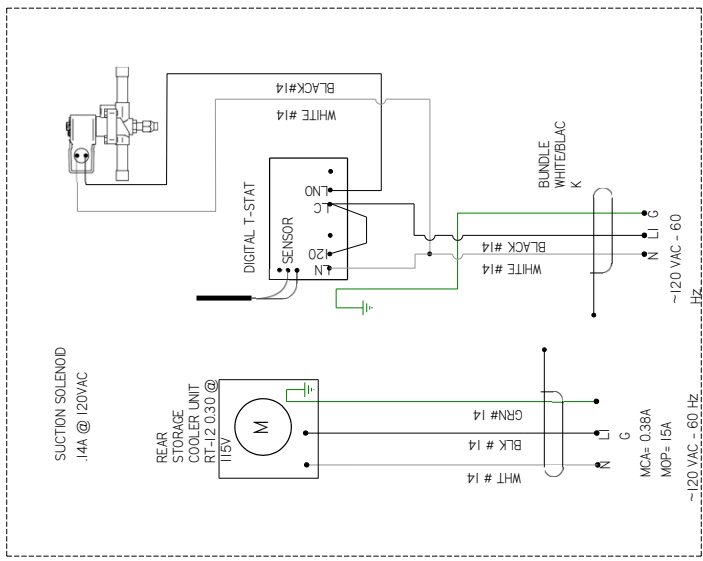 SUCTION SOLENOID
.14A @ 120VAC
BLACK#14
WHITE #14
DIGITAL T-STAT
SENSOR
LNO
LC
120
LN
BLACK #14
WHITE #14
BUNDLE
WHITE/BLAC
K
G
L1
N
~120 VAC - 60
HZ
REAR
STORAGE
COOLER UNIT
RT-12 0.30 @
115V
M
GRN# 14
BLK # 14
WHT # 14
L1
G
N
MCA= 0.38A
MOP= 15A
~120 VAC - 60 Hz